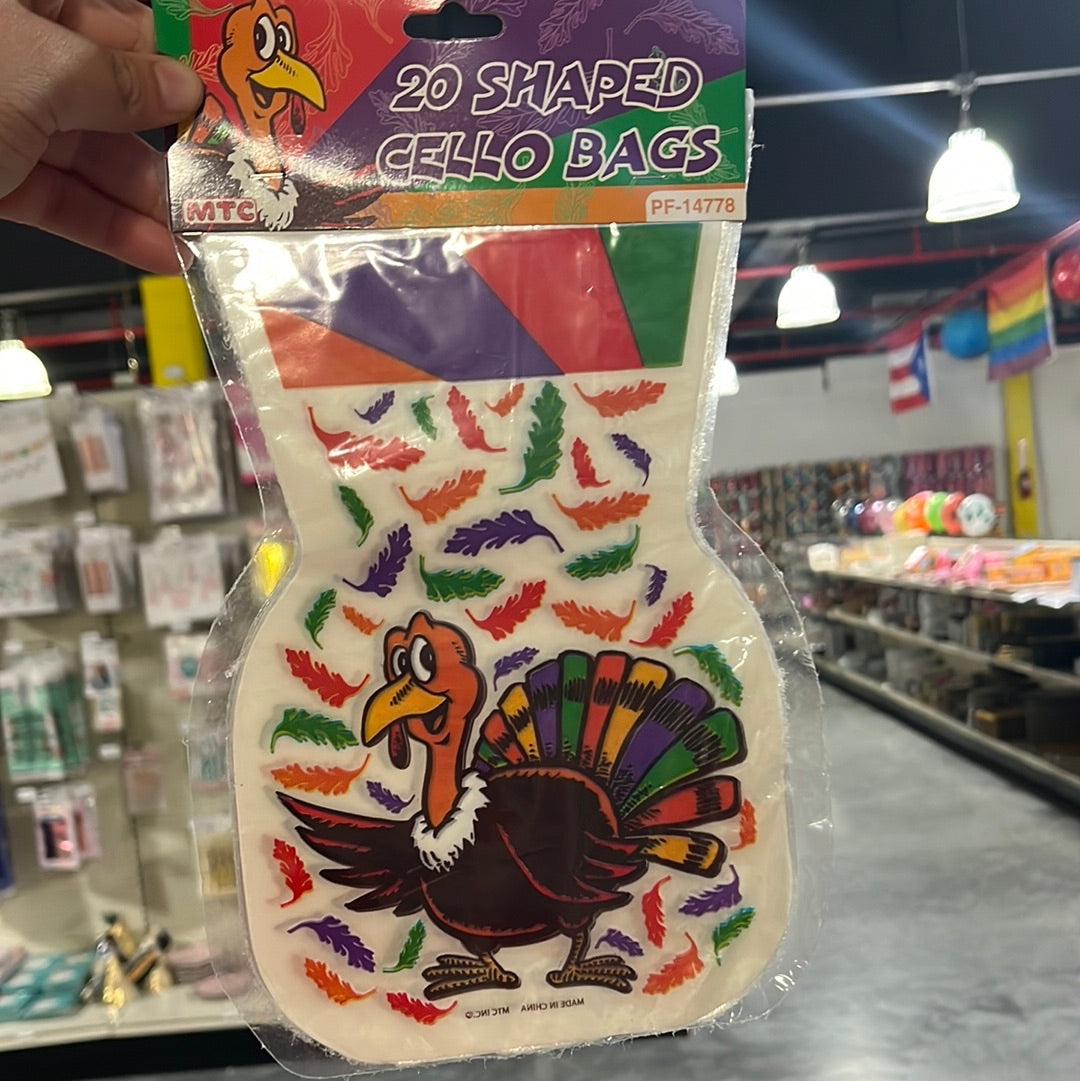 20 SHAPED
CELLO BAGS
MTC
PF-14778
MADE IN CHINA MTC INC.©